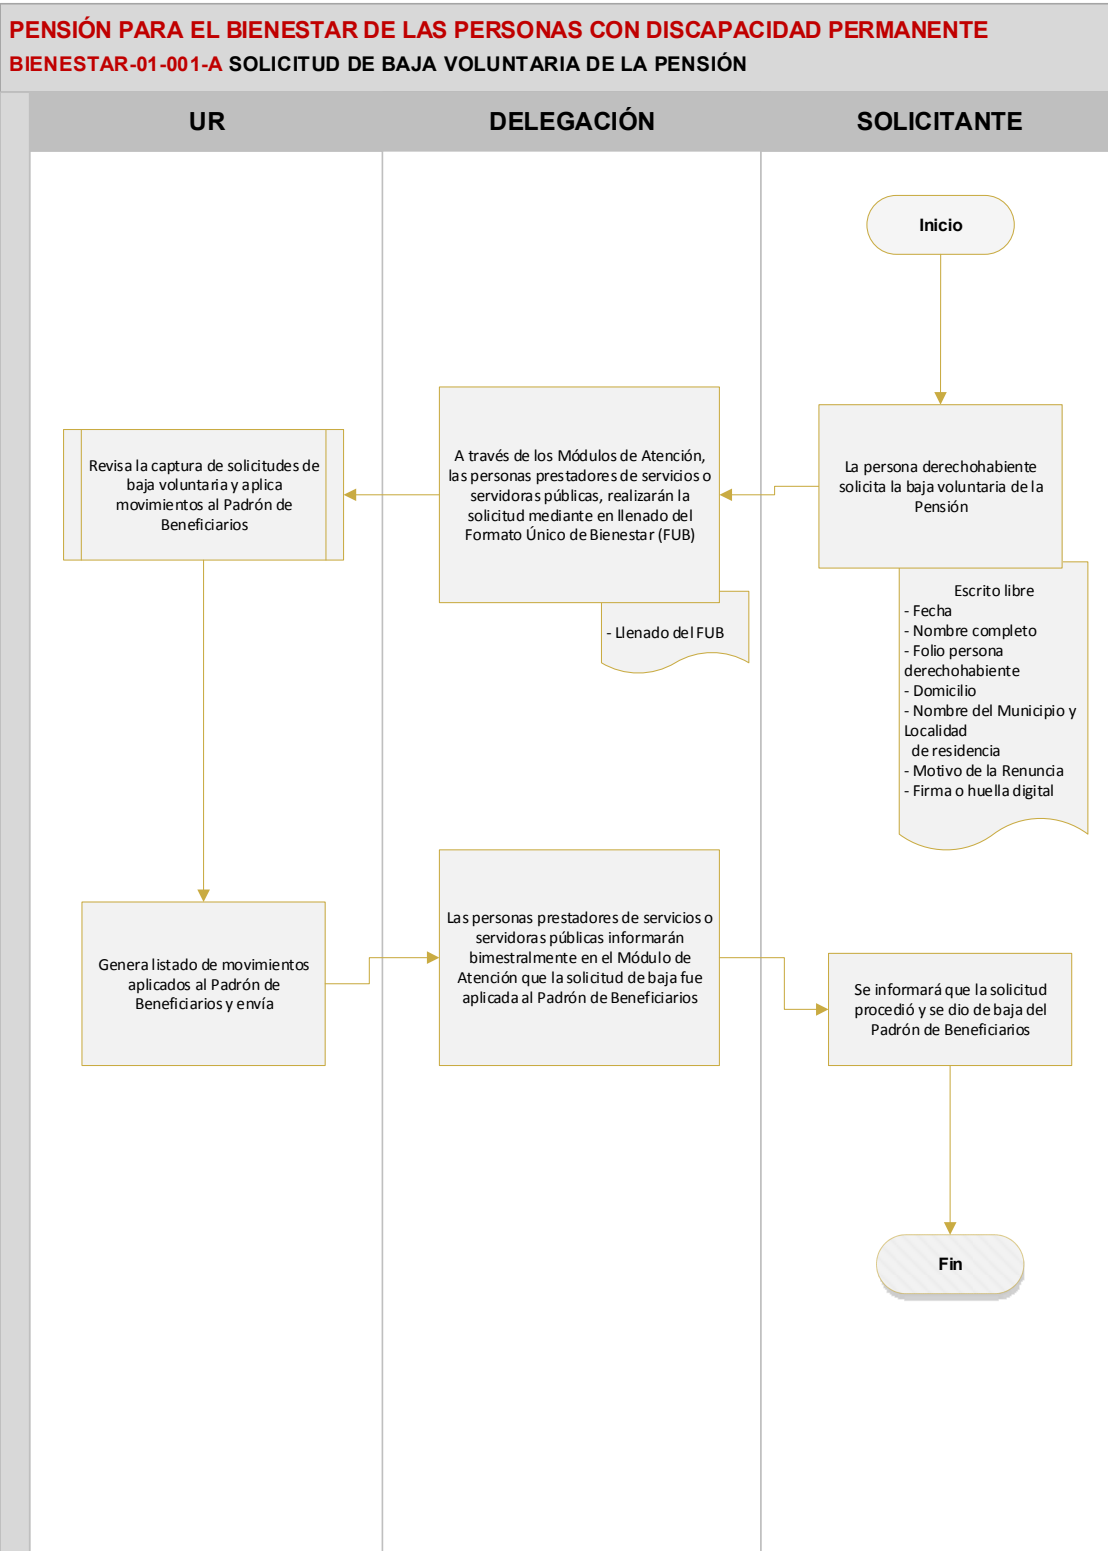 PENSIÓN PARA EL BIENESTAR DE LAS PERSONAS CON DISCAPACIDAD PERMANENTE
BIENESTAR-01-001-A SOLICITUD DE BAJA VOLUNTARIA DE LA PENSIÓN
UR
DELEGACIÓN
SOLICITANTE
Inicio
La persona derechohabiente
solicita la baja voluntaria de la
Pensión
Escrito libre
- Fecha
- Nombre completo
- Folio persona
derechohabiente
- Domicilio
- Nombre del Municipio y
Localidad
de residencia
- Motivo de la Renuncia
- Firma o huella digital
A través de los Módulos de Atención,
las personas prestadores de servicios o
servidoras públicas, realizarán la
solicitud mediante en llenado del
Formato Único de Bienestar (FUB)
- Llenado del FUB
Revisa la captura de solicitudes de
baja voluntaria y aplica
movimientos al Padrón de
Beneficiarios
Genera listado de movimientos
aplicados al Padrón de
Beneficiarios y envía
Las personas prestadores de servicios o
servidoras públicas informarán
bimestralmente en el Módulo de
Atención que la solicitud de baja fue
aplicada al Padrón de Beneficiarios
Se informará que la solicitud
procedió y se dio de baja del
Padrón de Beneficiarios
Fin